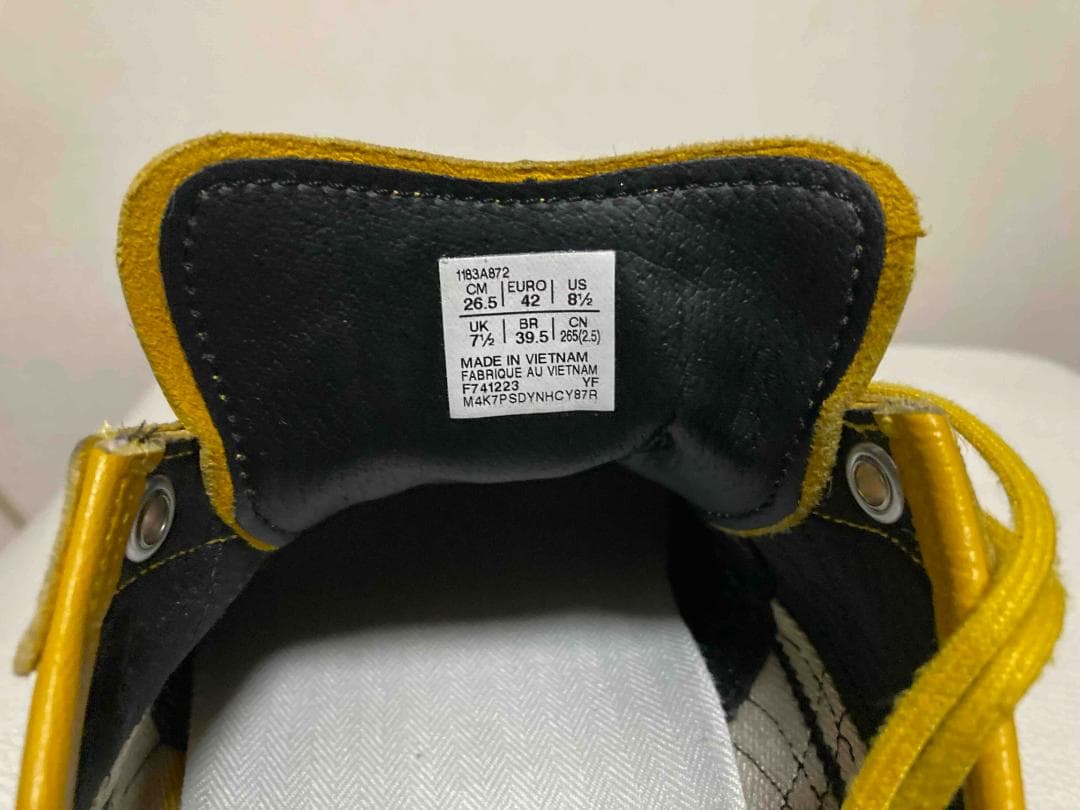 1183A872
CM | EURO | US
26.5 | 42 | 8½
UK | BR | CN
7½ | 39.5 | 265(2.5)
MADE IN VIETNAM
FABRIQUE AU VIETNAM
F741223 YF
M4K7PSDYNHCY87R